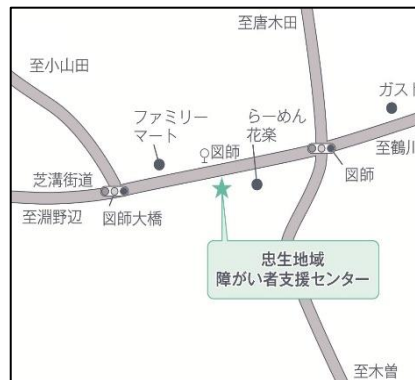 至唐木田
至小山田
ガスト
ファミリー
マート
らーめん
花楽
図師
至鶴川
図師
芝溝街道
至淵野辺
図師大橋
忠生地域
障がい者支援センター
至木曽